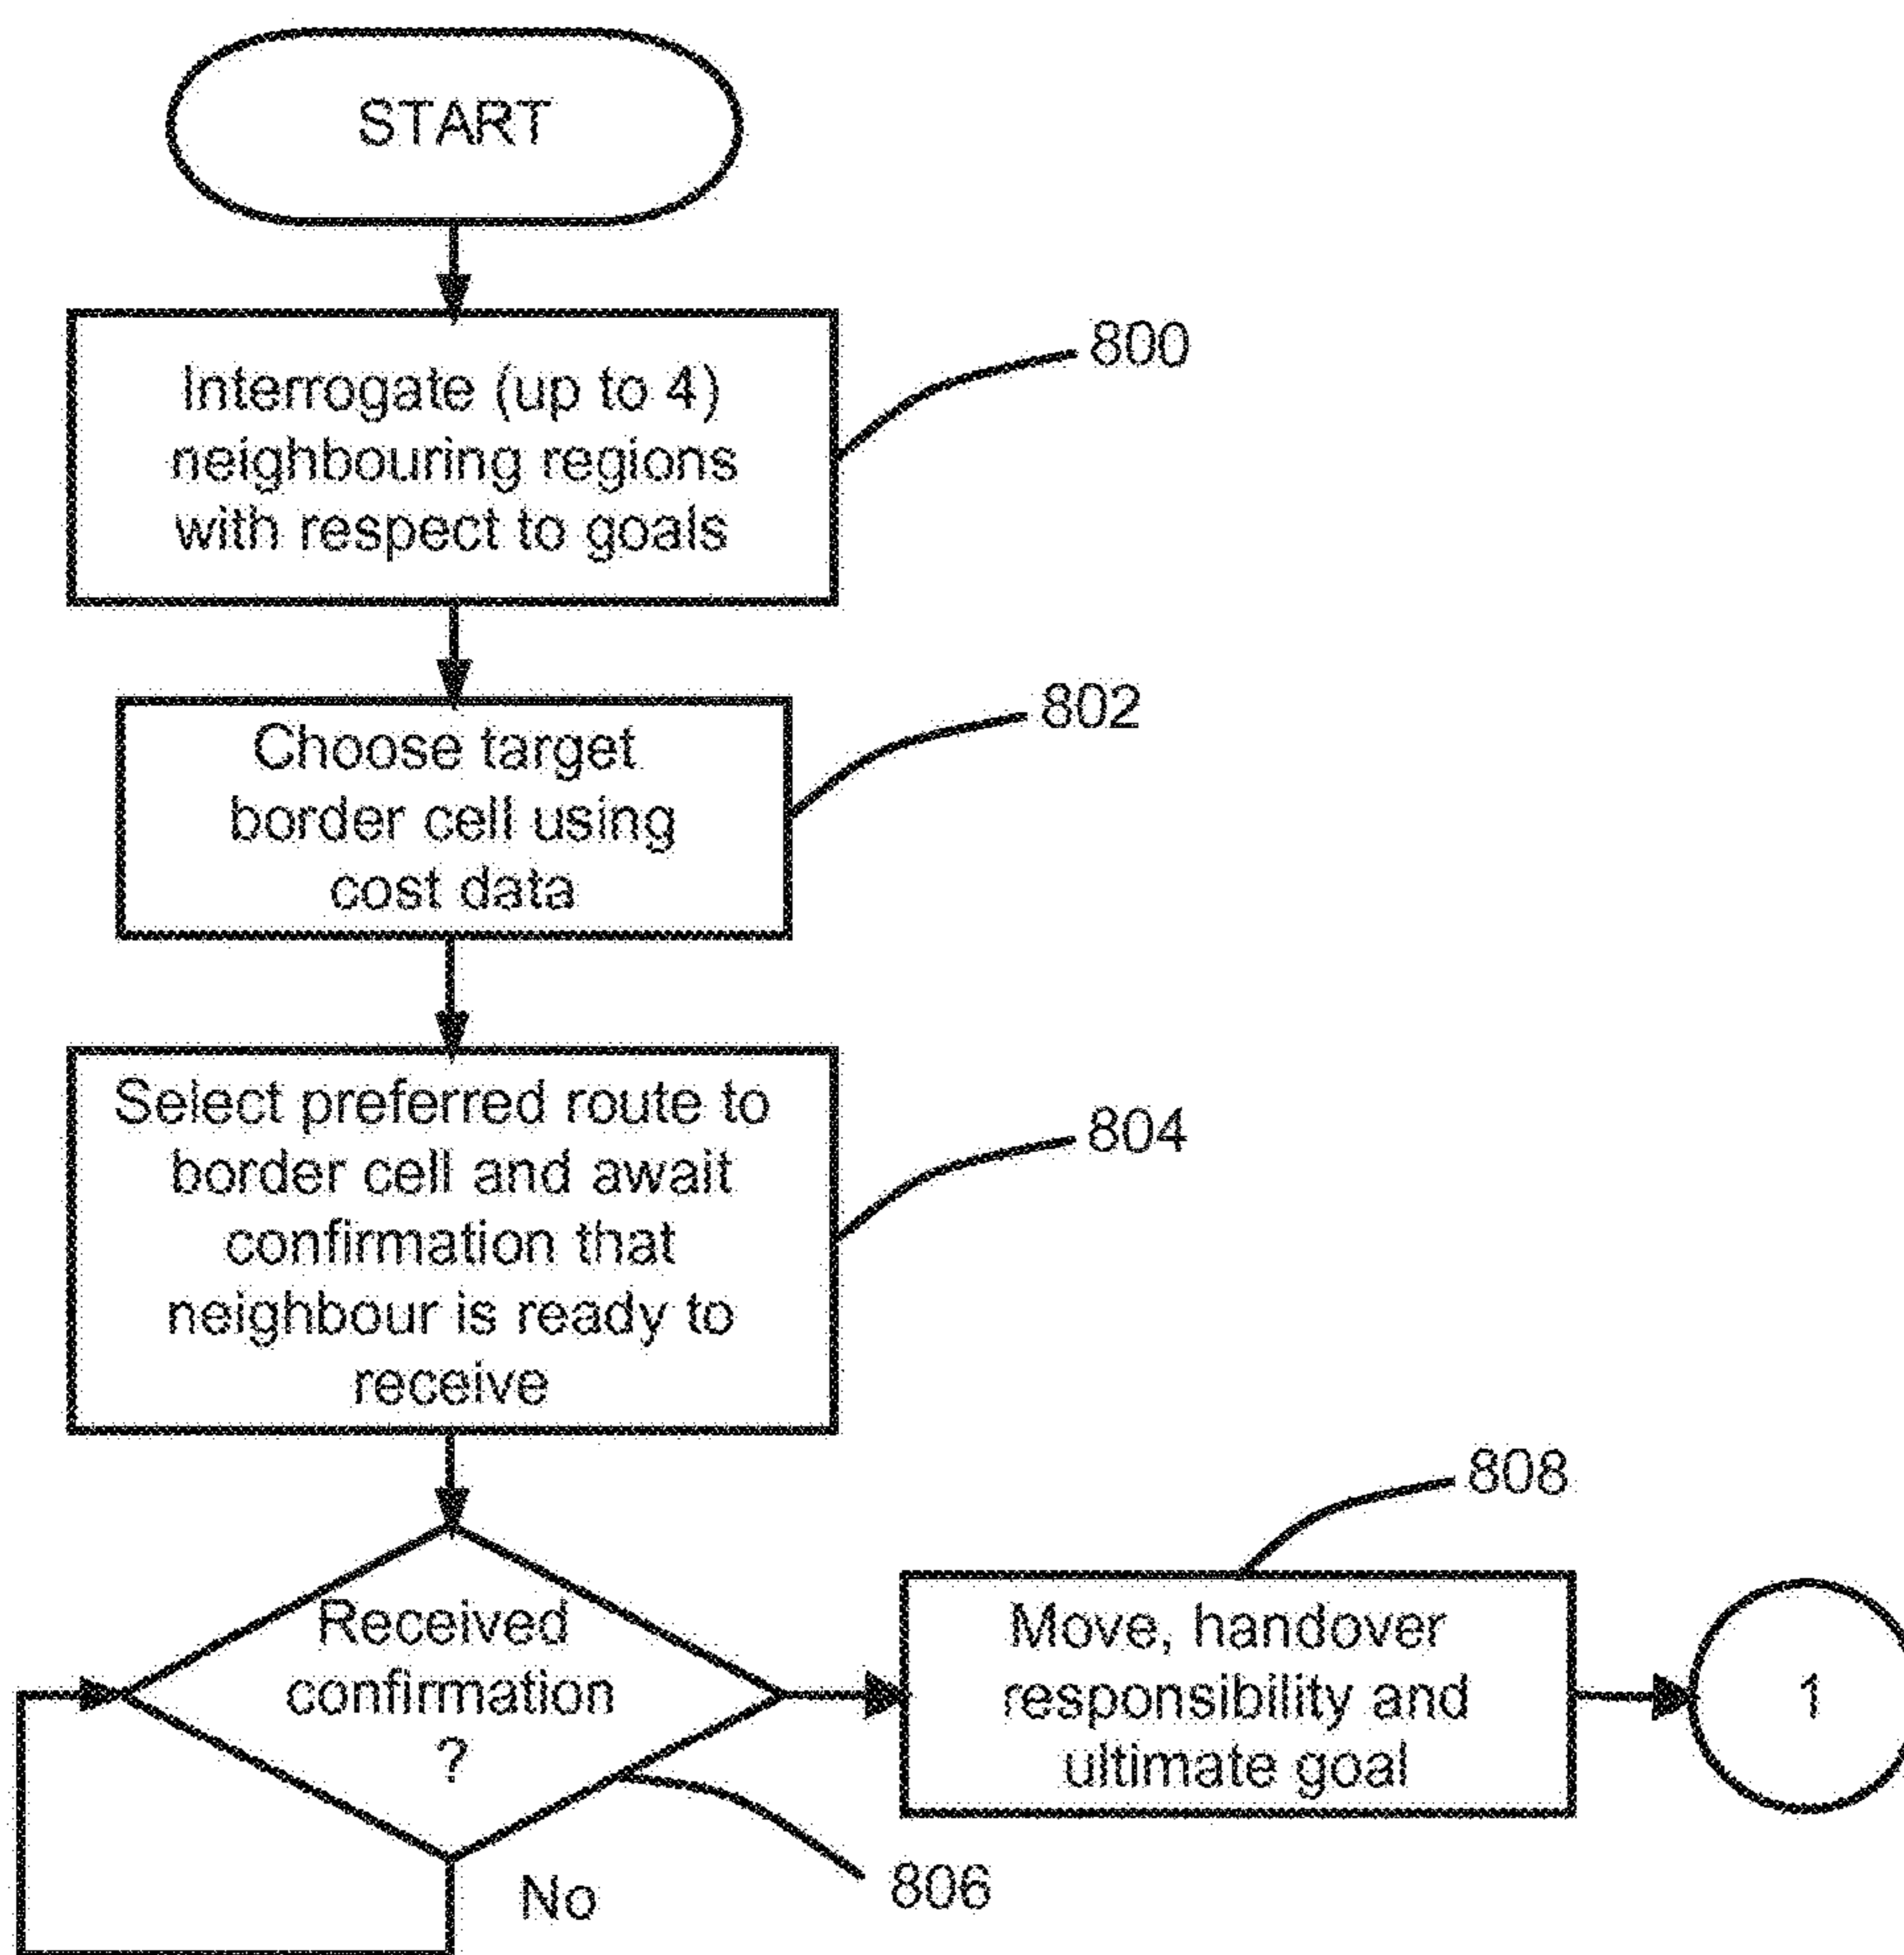 START
Interrogate (up to 4)
neighbouring regions
with respect to goals
800
Choose target
border cell using
cost data
802
Select preferred route to
border cell and await
confirmation that
neighbour is ready to
receive
804
Received
confirmation
?
No
806
808
Move, handover
responsibility and
ultimate goal
1